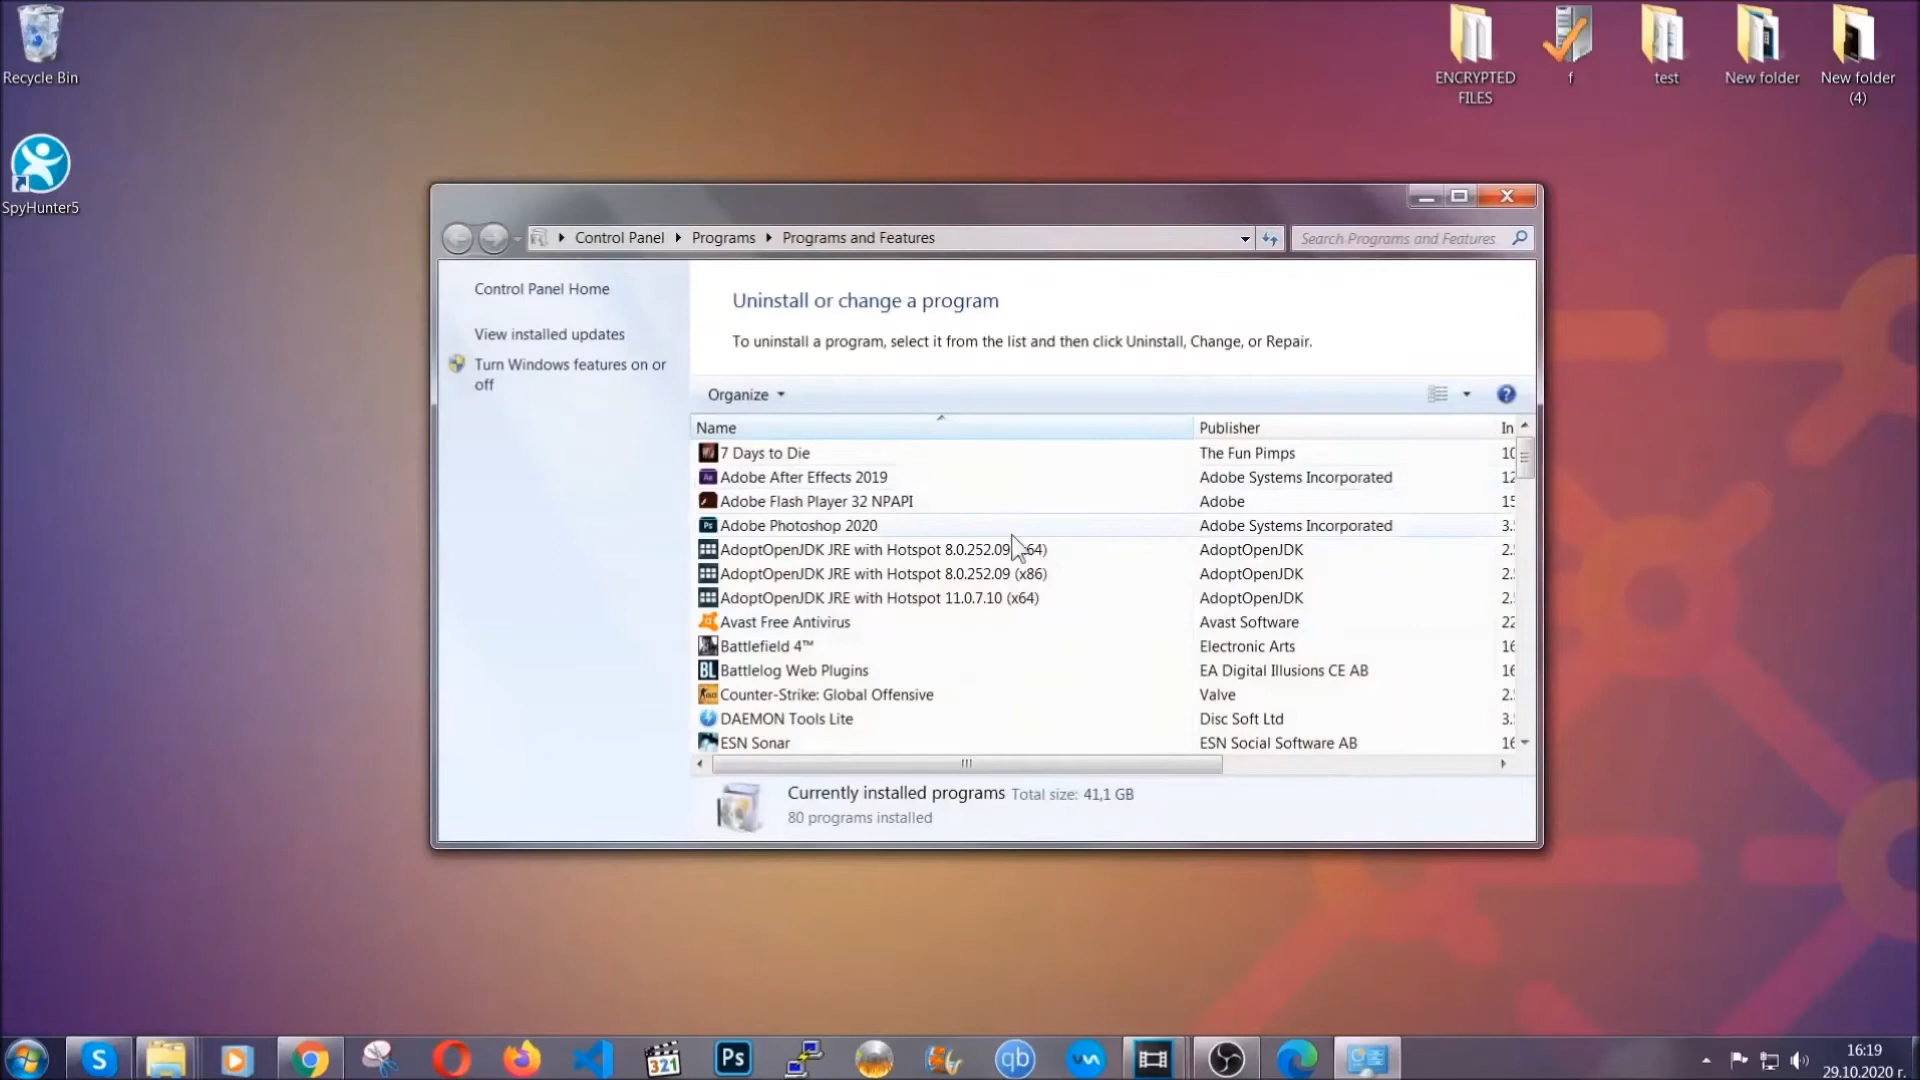 Recycle Bin
SpyHunter5
ENCRYPTED
FILES
f
test
New folder
New folder
(4)
Control Panel
Programs
Programs and Features
Search Programs and Features
Control Panel Home
View installed updates
Turn Windows features on or
off
Uninstall or change a program
To uninstall a program, select it from the list and then click Uninstall, Change, or Repair.
Organize
Name Publisher In
7 Days to Die The Fun Pimps 10
Adobe After Effects 2019 Adobe Systems Incorporated 12
Adobe Flash Player 32 NPAPI Adobe 15
Adobe Photoshop 2020 Adobe Systems Incorporated 3.
AdoptOpenJDK JRE with Hotspot 8.0.252.09 64) AdoptOpenJDK 2.
AdoptOpenJDK JRE with Hotspot 8.0.252.09 (x86) AdoptOpenJDK 2.
AdoptOpenJDK JRE with Hotspot 11.0.7.10 (x64) AdoptOpenJDK 2.
Avast Free Antivirus Avast Software 22
Battlefield 4™ Electronic Arts 16
Battlelog Web Plugins EA Digital Illusions CE AB 16
Counter-Strike: Global Offensive Valve 2.
DAEMON Tools Lite Disc Soft Ltd 3.
ESN Sonar ESN Social Software AB 16
Currently installed programs Total size: 41,1 GB
80 programs installed
16:19
29.10.2020 г.